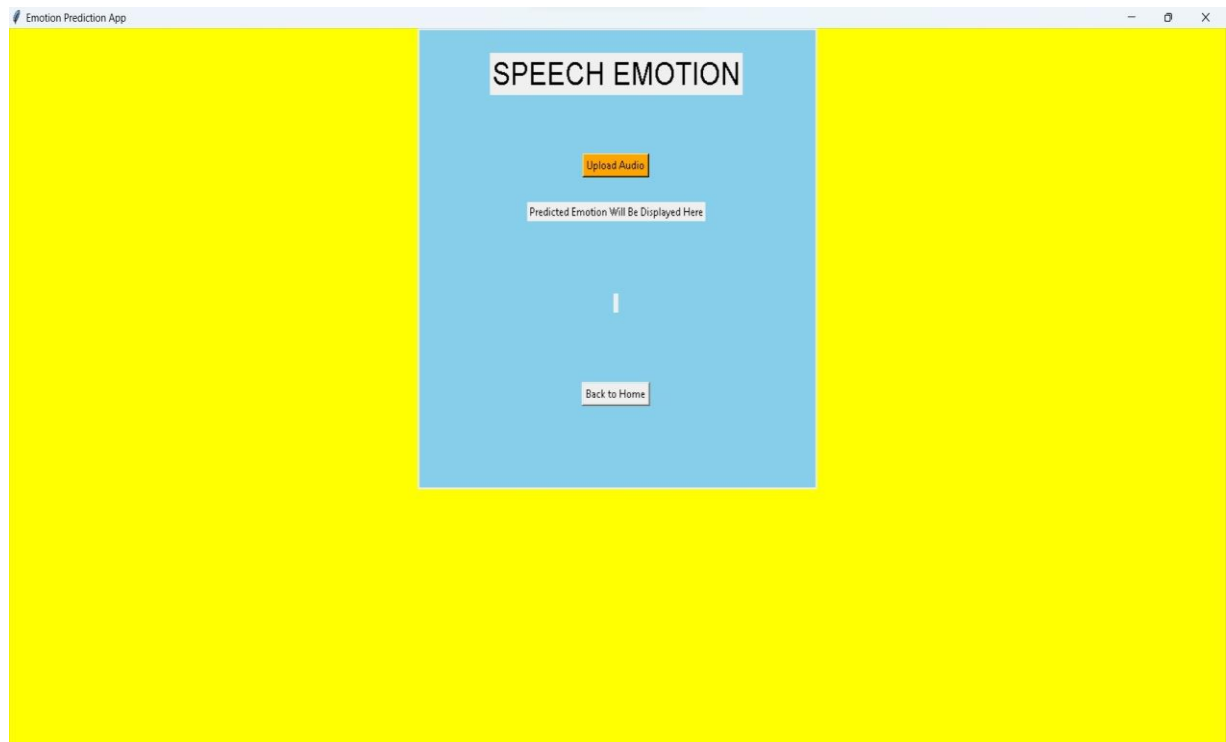 Emotion Prediction App
SPEECH EMOTION
Upload Audio
Predicted Emotion Will Be Displayed Here
Back to Home